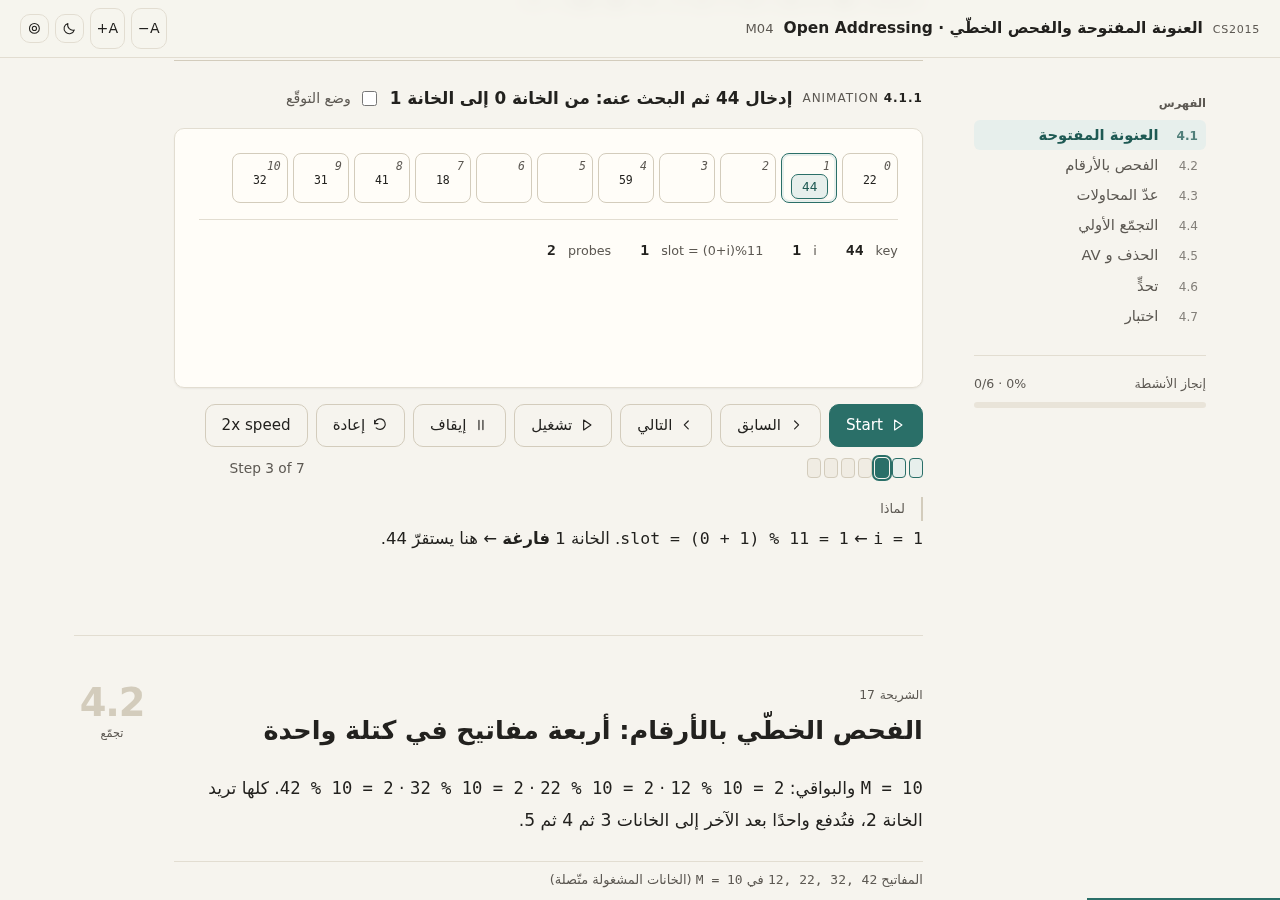 CS2015 العنونة المفتوحة والفحص الخطّي · Open Addressing M04
A− A+
الفهرس
4.1 العنونة المفتوحة
4.2 الفحص بالأرقام
4.3 عدّ المحاولات
4.4 التجمّع الأولي
4.5 الحذف و AV
4.6 تحدٍّ
4.7 اختبار
إنجاز الأنشطة 0/6 · 0%
ANIMATION 4.1.1 إدخال 44 ثم البحث عنه: من الخانة 0 إلى الخانة 1 وضع التوقّع
0 1 2 3 4 5 6 7 8 9 10
22 44 59 18 41 31 32
key 44 i 1 slot = (0+i)%11 1 probes 2
Start السابق التالي تشغيل إيقاف إعادة 2x speed
Step 3 of 7
لماذا
i = 1 ← slot = (0 + 1) % 11 = 1. الخانة 1 فارغة ← هنا يستقرّ 44.
4.2
تجمّع
الشريحة 17
الفحص الخطّي بالأرقام: أربعة مفاتيح في كتلة واحدة
M = 10 والبواقي: 12 % 10 = 2 · 22 % 10 = 2 · 32 % 10 = 2 · 42 % 10 = 2. كلها تريد
الخانة 2، فتُدفع واحدًا بعد الآخر إلى الخانات 3 ثم 4 ثم 5.
المفاتيح 12, 22, 32, 42 في M = 10 (الخانات المشغولة متّصلة)